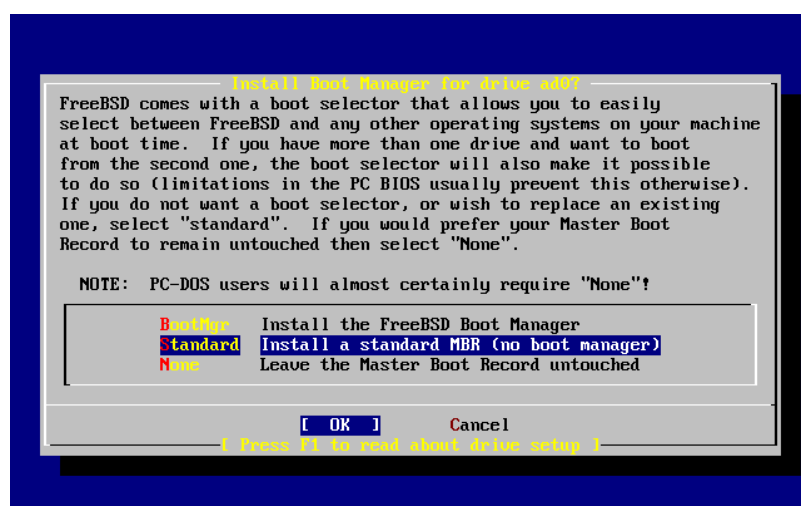 Install Boot Manager for drive ad0?
FreeBSD comes with a boot selector that allows you to easily
select between FreeBSD and any other operating systems on your machine
at boot time.  If you have more than one drive and want to boot
from the second one, the boot selector will also make it possible
to do so (limitations in the PC BIOS usually prevent this otherwise).
If you do not want a boot selector, or wish to replace an existing
one, select "standard".  If you would prefer your Master Boot
Record to remain untouched then select "None".
NOTE:  PC-DOS users will almost certainly require "None"!
BootMgr   Install the FreeBSD Boot Manager
Standard  Install a standard MBR (no boot manager)
None      Leave the Master Boot Record untouched
[  OK  ]       Cancel
[ Press F1 to read about drive setup ]